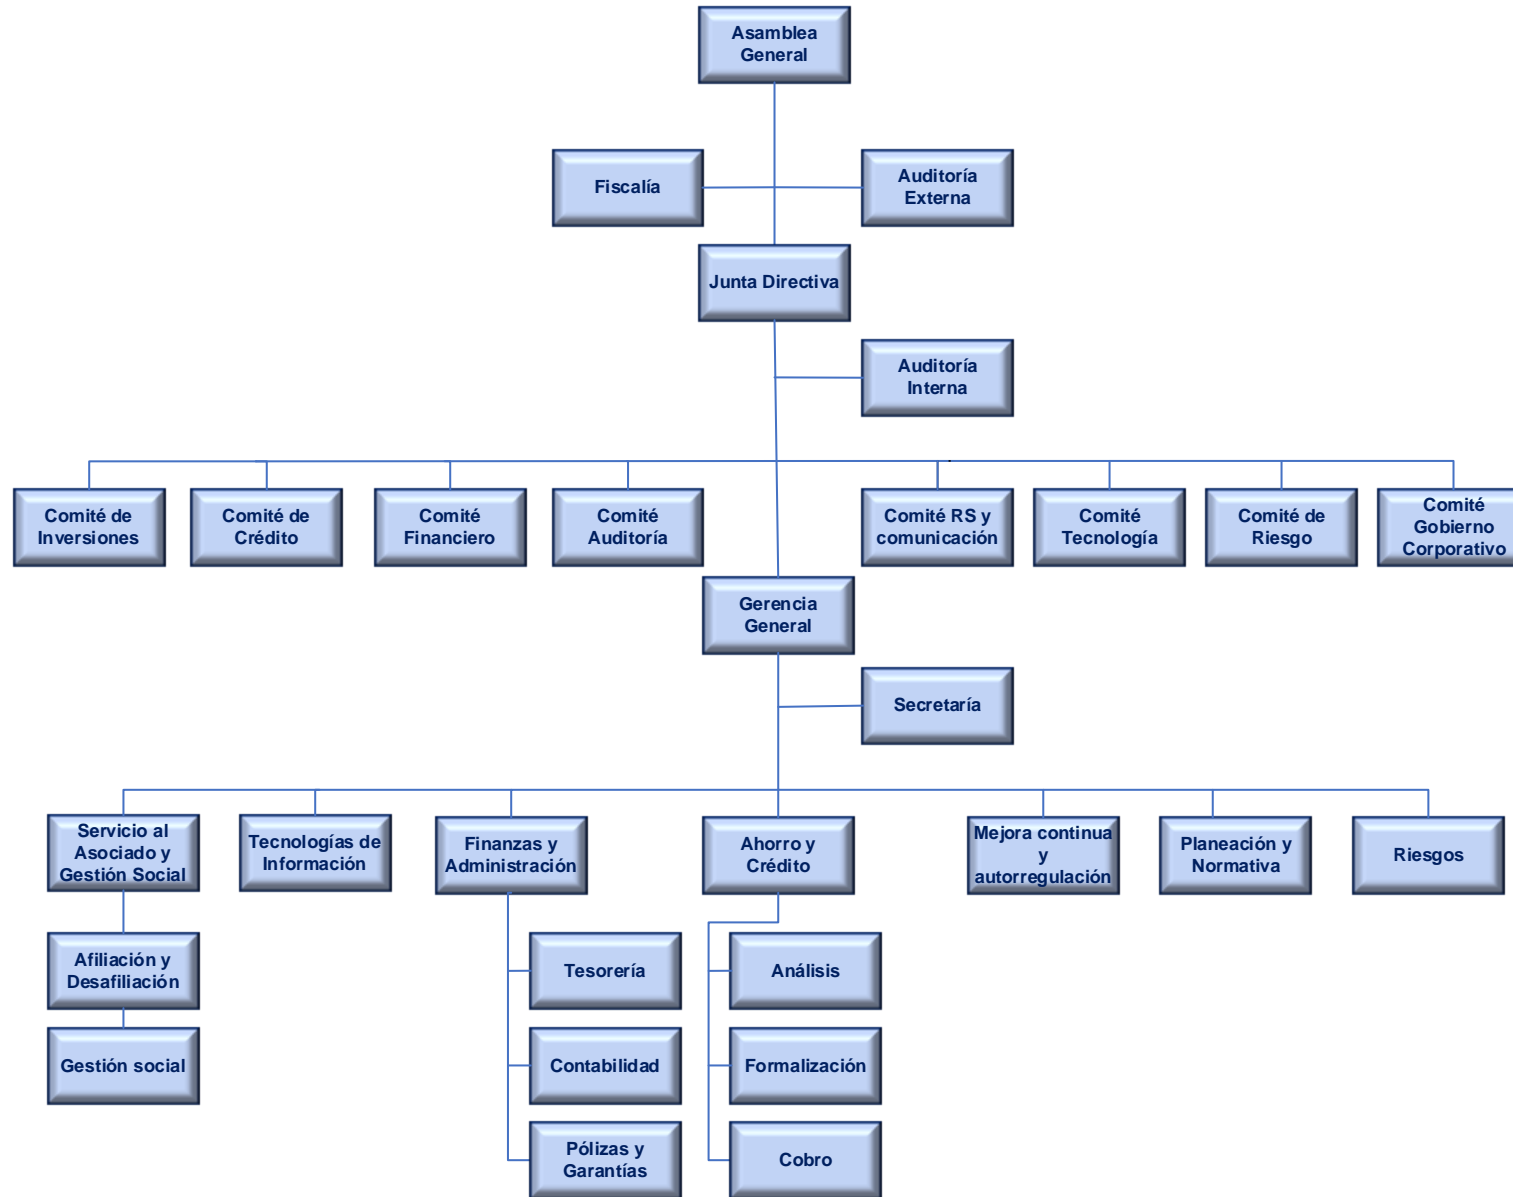 Asamblea
General
Fiscalía
Auditoría
Externa
Junta Directiva
Auditoría
Interna
Comité de
Inversiones
Comité de
Crédito
Comité
Financiero
Comité
Auditoría
Comité RS y
comunicación
Comité
Tecnología
Comité de
Riesgo
Comité
Gobierno
Corporativo
Gerencia
General
Secretaría
Servicio al
Asociado y
Gestión Social
Tecnologías de
Información
Finanzas y
Administración
Ahorro y
Crédito
Mejora continua
y
autorregulación
Planeación y
Normativa
Riesgos
Afiliación y
Desafiliación
Tesorería
Análisis
Gestión social
Contabilidad
Formalización
Pólizas y
Garantías
Cobro